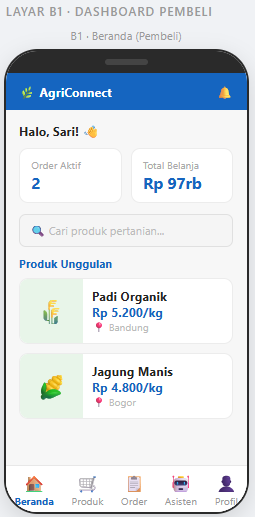 LAYAR B1 · DASHBOARD PEMBELI
B1 · Beranda (Pembeli)
AgriConnect
Halo, Sari!
Order Aktif
2
Total Belanja
Rp 97rb
Cari produk pertanian...
Produk Unggulan
Padi Organik
Rp 5.200/kg
Bandung
Jagung Manis
Rp 4.800/kg
Bogor
Beranda
Produk
Order
Asisten
Profil